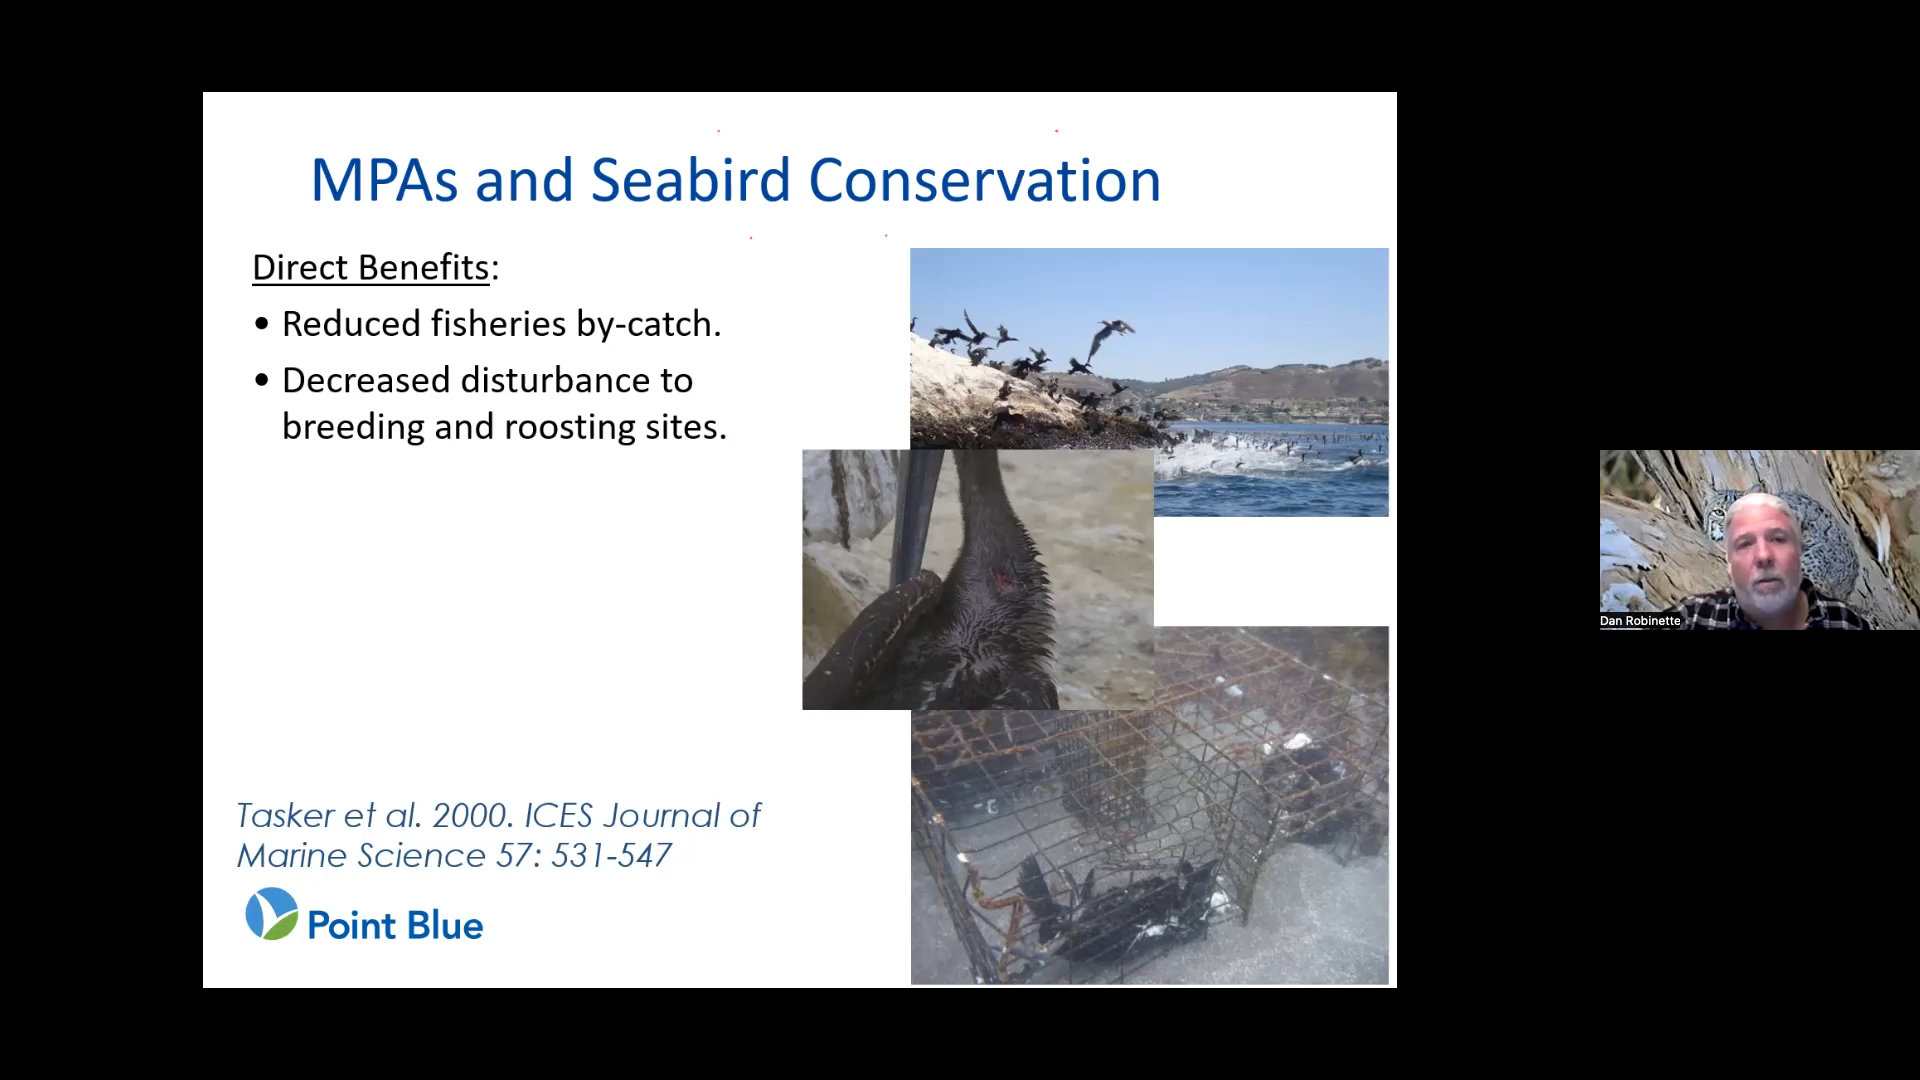 MPAs and Seabird Conservation
Direct Benefits:
• Reduced fisheries by-catch.
• Decreased disturbance to
breeding and roosting sites.
Tasker et al. 2000. ICES Journal of
Marine Science 57: 531-547
Point Blue
Dan Robinette